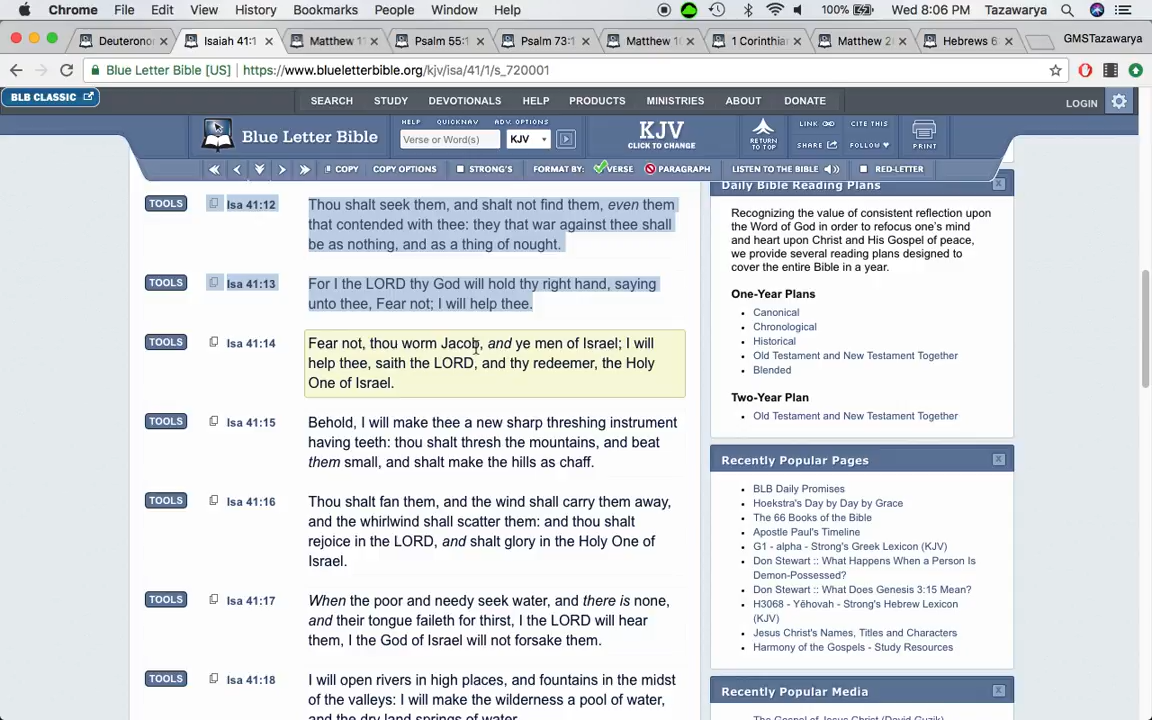 Chrome File Edit View History Bookmarks People Window Help 100% Wed 8:06 PM Tazawarya
Deuteronom Isaiah 41:1 Matthew 1 Psalm 55:1 Psalm 73:1 Matthew 1 1 Corinthia Matthew 2 Hebrews 6 GMSTazawarya
Blue Letter Bible [US] https://www.blueletterbible.org/kjv/isa/41/1/s_720001
BLB CLASSIC
SEARCH STUDY DEVOTIONALS HELP PRODUCTS MINISTRIES ABOUT DONATE LOGIN
HELP QUICKNAV ADV. OPTIONS
Blue Letter Bible Verse or Word(s) KJV
KJV
CLICK TO CHANGE
RETURN TO TOP
LINK CITE THIS
SHARE FOLLOW PRINT
COPY COPY OPTIONS STRONG'S FORMAT BY: VERSE PARAGRAPH LISTEN TO THE BIBLE RED-LETTER
TOOLS Isa 41:12 Thou shalt seek them, and shalt not find them, even them
that contended with thee: they that war against thee shall
be as nothing, and as a thing of nought.
TOOLS Isa 41:13 For I the LORD thy God will hold thy right hand, saying
unto thee, Fear not; I will help thee.
TOOLS Isa 41:14 Fear not, thou worm Jacob, and ye men of Israel; I will
help thee, saith the LORD, and thy redeemer, the Holy
One of Israel.
TOOLS Isa 41:15 Behold, I will make thee a new sharp threshing instrument
having teeth: thou shalt thresh the mountains, and beat
them small, and shalt make the hills as chaff.
TOOLS Isa 41:16 Thou shalt fan them, and the wind shall carry them away,
and the whirlwind shall scatter them: and thou shalt
rejoice in the LORD, and shalt glory in the Holy One of
Israel.
TOOLS Isa 41:17 When the poor and needy seek water, and there is none,
and their tongue faileth for thirst, I the LORD will hear
them, I the God of Israel will not forsake them.
TOOLS Isa 41:18 I will open rivers in high places, and fountains in the midst
of the valleys: I will make the wilderness a pool of water,
and the dry land springs of water.
Daily Bible Reading Plans
Recognizing the value of consistent reflection upon
the Word of God in order to refocus one's mind
and heart upon Christ and His Gospel of peace,
we provide several reading plans designed to
cover the entire Bible in a year.
One-Year Plans
Canonical
Chronological
Historical
Old Testament and New Testament Together
Blended
Two-Year Plan
Old Testament and New Testament Together
Recently Popular Pages
BLB Daily Promises
Hoekstra's Day by Day by Grace
The 66 Books of the Bible
Apostle Paul's Timeline
G1 - alpha - Strong's Greek Lexicon (KJV)
Don Stewart :: What Happens When a Person Is
Demon-Possessed?
Don Stewart :: What Does Genesis 3:15 Mean?
H3068 - Yĕhovah - Strong's Hebrew Lexicon
(KJV)
Jesus Christ's Names, Titles and Characters
Harmony of the Gospels - Study Resources
Recently Popular Media
The Gospel of Jesus Christ (David Guzik)